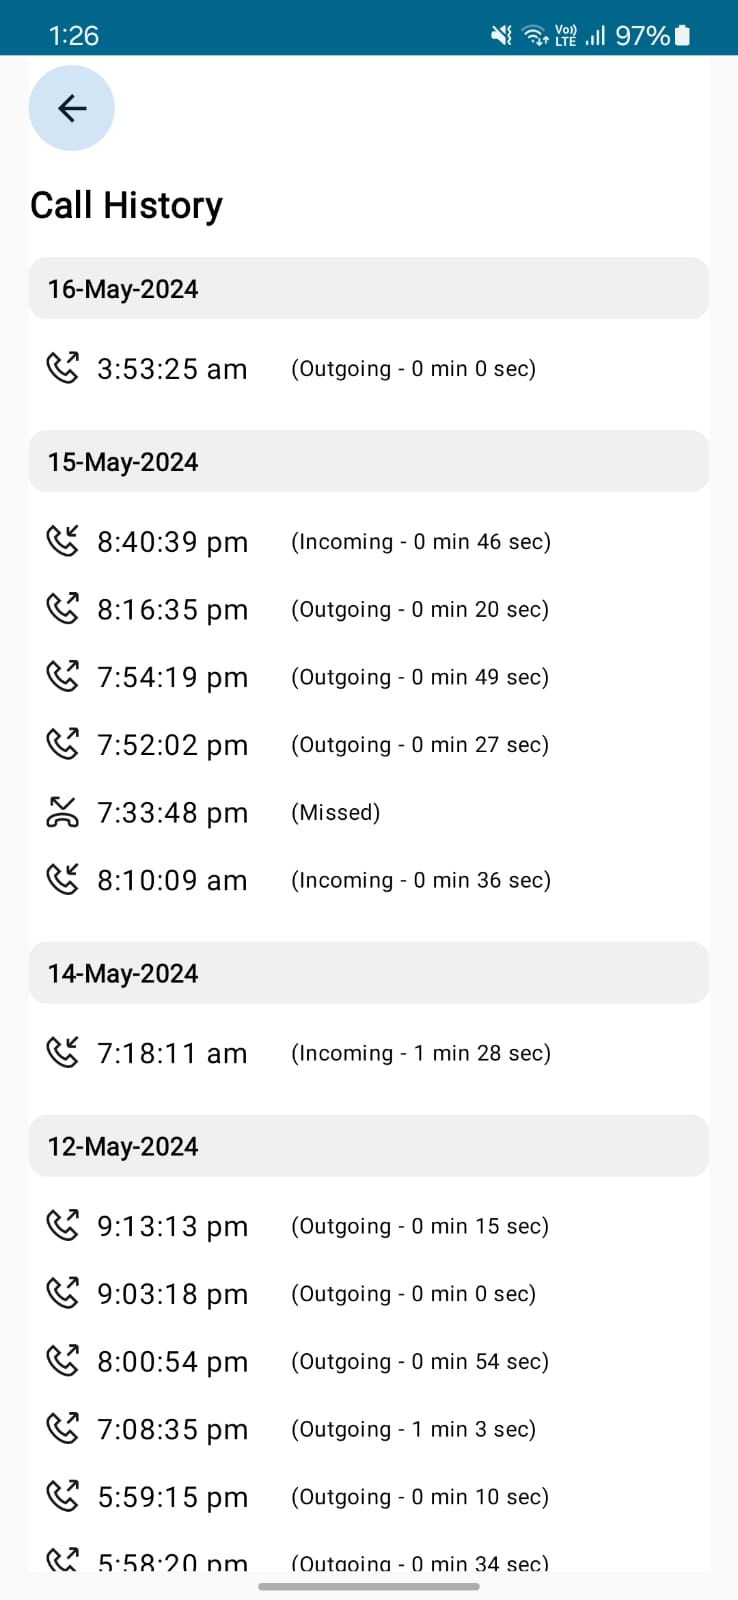 1:26 Vo)) LTE 97%
Call History
16-May-2024
3:53:25 am (Outgoing - 0 min 0 sec)
15-May-2024
8:40:39 pm (Incoming - 0 min 46 sec)
8:16:35 pm (Outgoing - 0 min 20 sec)
7:54:19 pm (Outgoing - 0 min 49 sec)
7:52:02 pm (Outgoing - 0 min 27 sec)
7:33:48 pm (Missed)
8:10:09 am (Incoming - 0 min 36 sec)
14-May-2024
7:18:11 am (Incoming - 1 min 28 sec)
12-May-2024
9:13:13 pm (Outgoing - 0 min 15 sec)
9:03:18 pm (Outgoing - 0 min 0 sec)
8:00:54 pm (Outgoing - 0 min 54 sec)
7:08:35 pm (Outgoing - 1 min 3 sec)
5:59:15 pm (Outgoing - 0 min 10 sec)
5:58:20 pm (Outgoing - 0 min 34 sec)